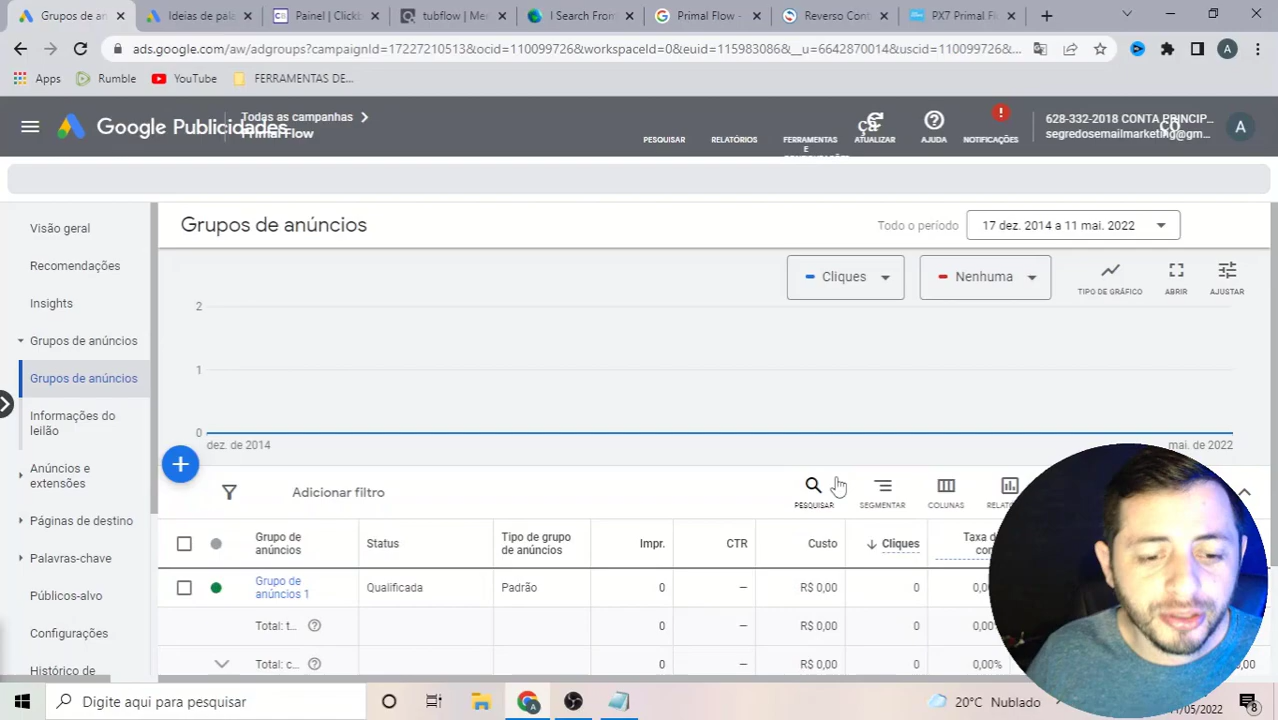 Grupos de an
Ideias de pala
Painel | Click
tubflow | Me
I Search From
Primal Flow -
Reverso Cont
PX7 Primal Fl
ads.google.com/aw/adgroups?campaignId=17227210513&ocid=110099726&workspaceId=0&euid=115983086&__u=6642870014&uscid=110099726&...
A
Apps
Rumble
YouTube
FERRAMENTAS DE...
Google Publicidades
Todas as campanhas
Primal Flow
PESQUISAR
RELATÓRIOS
FERRAMENTAS
E
ATUALIZAR
AJUDA
NOTIFICAÇÕES
628-332-2018 CONTA PRINCIP...
segredosemailmarketing@gm...
A
Visão geral
Recomendações
Insights
Grupos de anúncios
Grupos de anúncios
Informações do
leilão
Anúncios e
extensões
Páginas de destino
Palavras-chave
Públicos-alvo
Configurações
Histórico de
Grupos de anúncios
Todo o período
17 dez. 2014 a 11 mai. 2022
Cliques
Nenhuma
TIPO DE GRÁFICO
ABRIR
AJUSTAR
2
1
0
dez. de 2014
mai. de 2022
Adicionar filtro
PESQUISAR
SEGMENTAR
COLUNAS
Grupo de
anúncios
Status
Tipo de grupo
de anúncios
Impr.
CTR
Custo
Cliques
Taxa d
Grupo de
anúncios 1
Qualificada
Padrão
0
–
R$ 0,00
0
Total: t...
0
–
R$ 0,00
0
Total: c...
0
–
R$ 0,00
0
0,00%
Digite aqui para pesquisar
20°C Nublado
11/05/2022
8